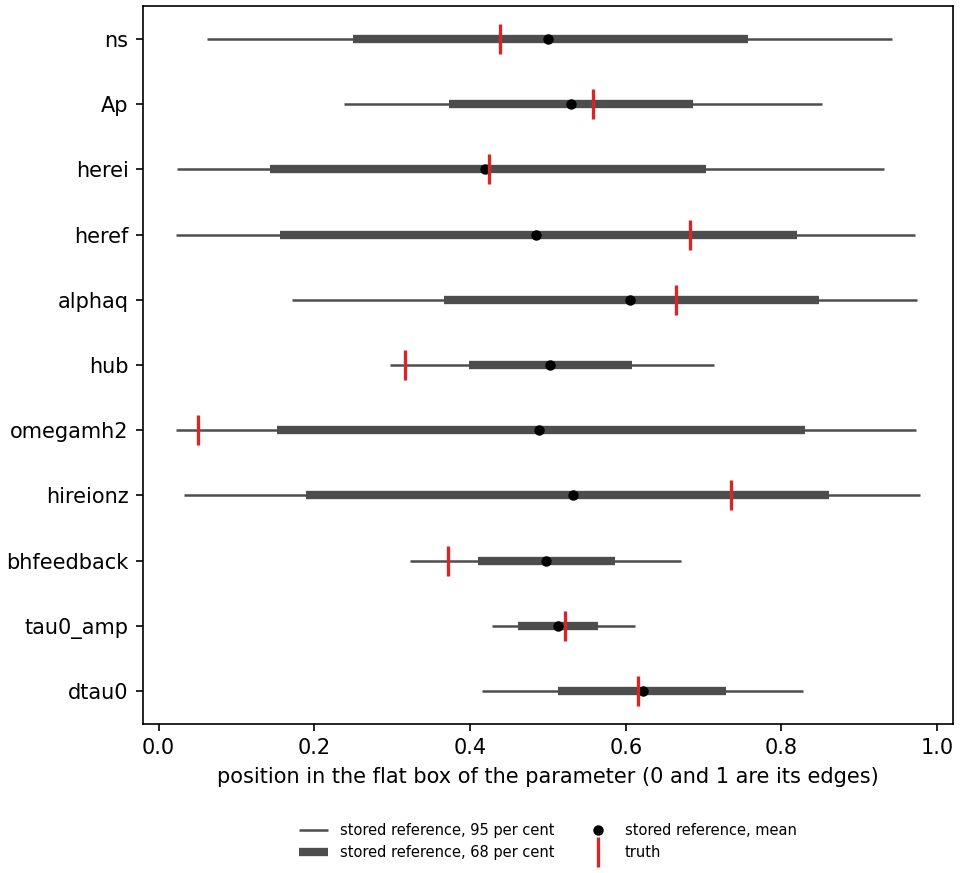 ns
Ap
herei
heref
alphaq
hub
omegamh2
hireionz
bhfeedback
tau0_amp
dtau0
0.0 0.2 0.4 0.6 0.8 1.0
position in the flat box of the parameter (0 and 1 are its edges)
stored reference, 95 per cent
stored reference, 68 per cent
stored reference, mean
truth